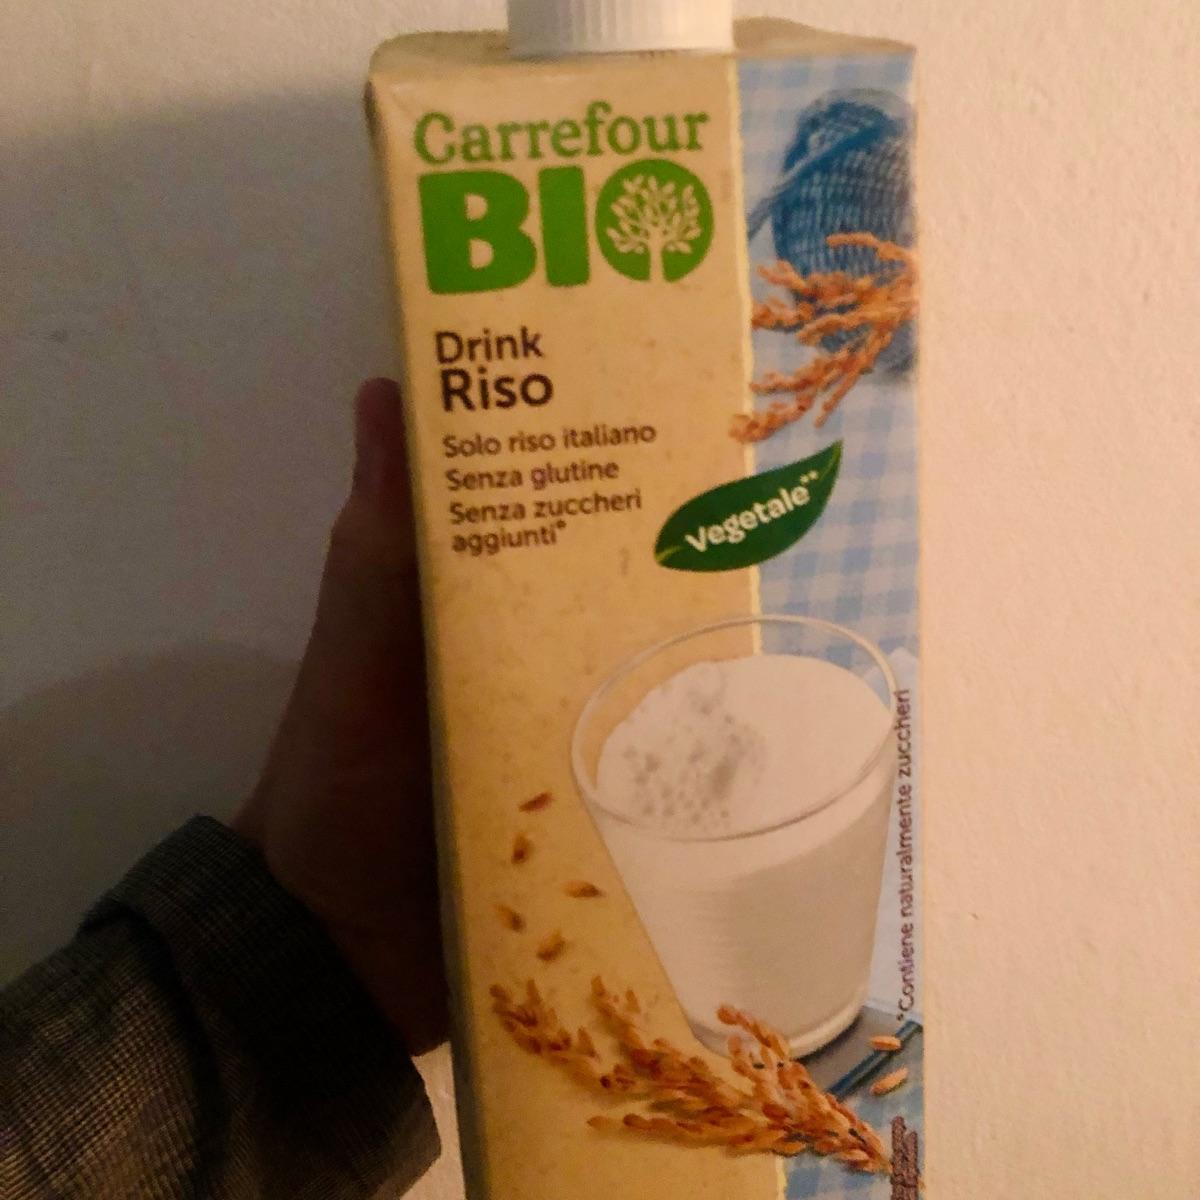 Carrefour
BIO
Drink
Riso
Solo riso italiano
Senza glutine
Senza zuccheri
aggiunti*
Vegetale**
*Contiene naturalmente zuccheri